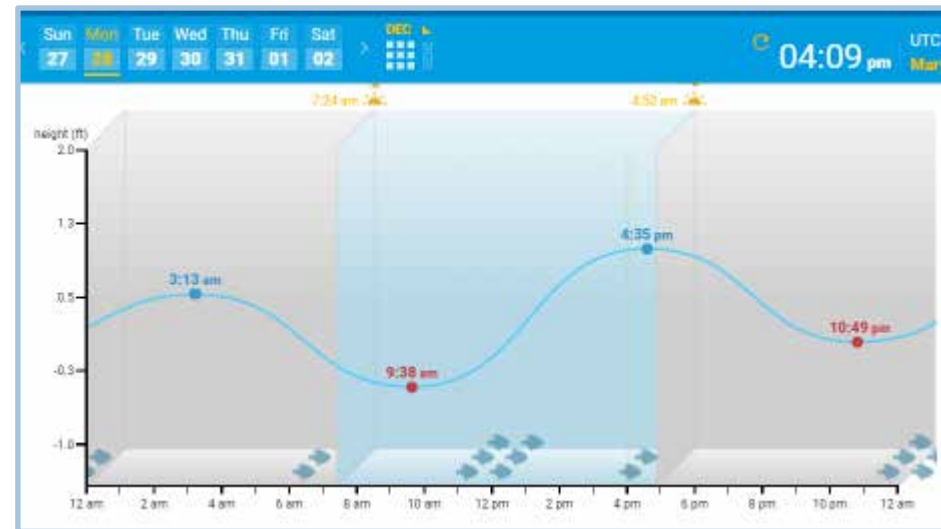 Sun Mon Tue Wed Thu Fri Sat
27 28 29 30 31 01 02
DEC
04:09 pm
UTC
Mar
7:24 am
4:52 pm
height (ft)
2.0
1.3
0.5
-0.3
-1.0
3:13 am
9:38 am
4:35 pm
10:49 pm
12 am 2 am 4 am 6 am 8 am 10 am 12 pm 2 pm 4 pm 6 pm 8 pm 10 pm 12 am